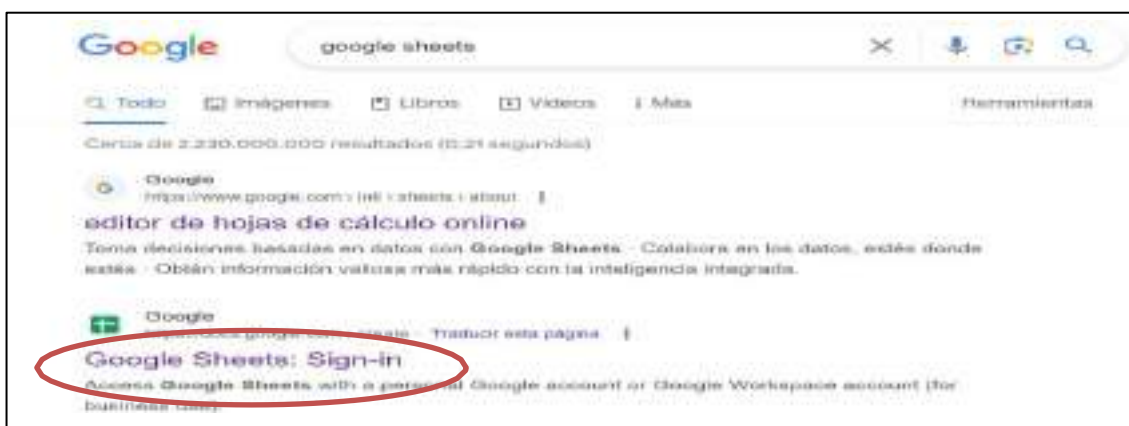 Google
google sheets
Todo Imágenes Libros Videos Más Herramientas
Cerca de 2.230.000.000 resultados (0,21 segundos)
Google
https://www.google.com › intl › sheets › about
editor de hojas de cálculo online
Toma decisiones basadas en datos con Google Sheets · Colabora en los datos, estés donde
estés · Obtén información valiosa más rápido con la inteligencia integrada.
Google
google Traducir esta página
Google Sheets: Sign-in
Access Google Sheets with a personal Google account or Google Workspace account (for
business use).